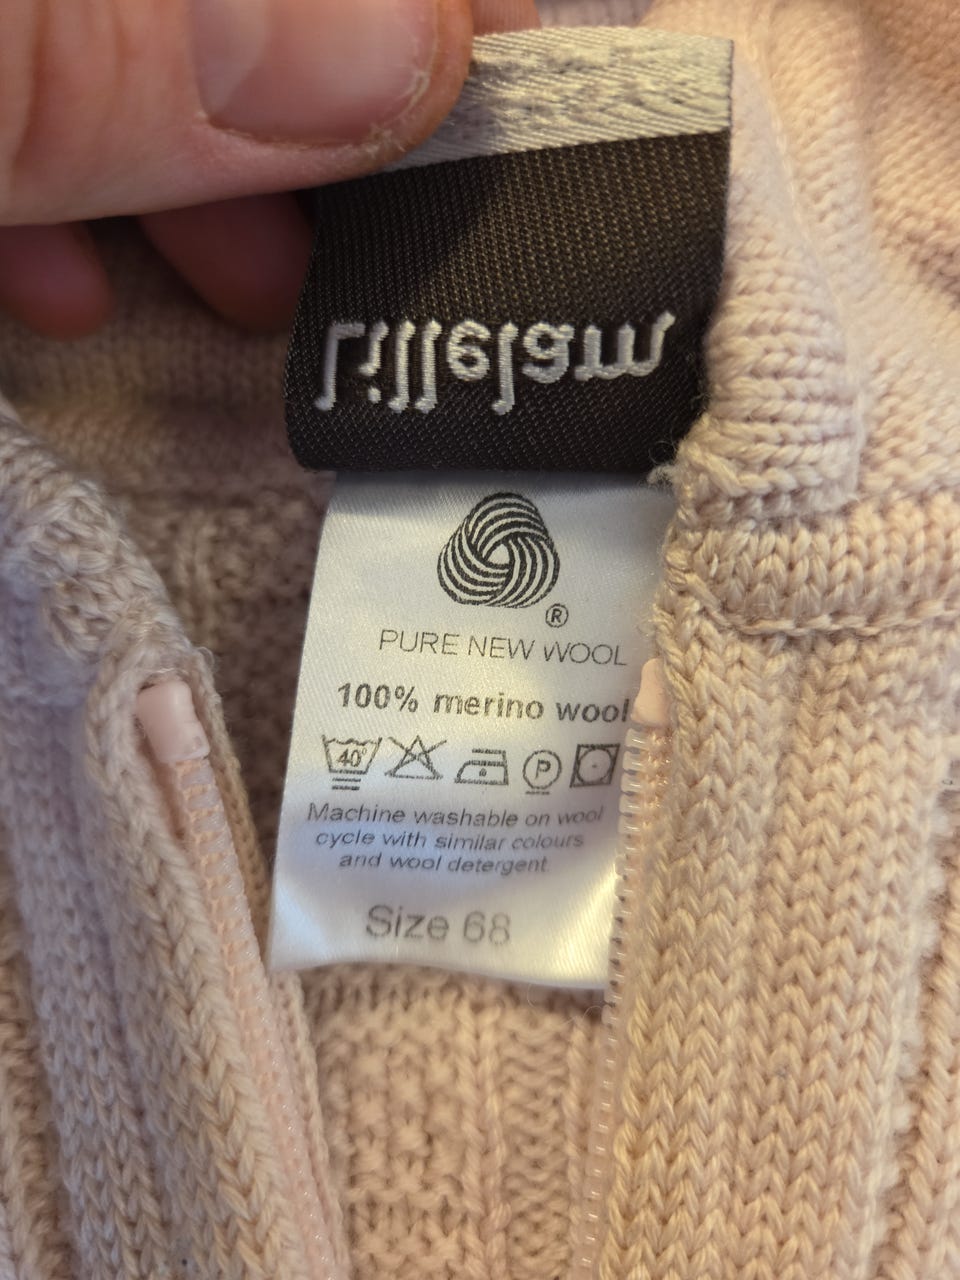 Lillelam
®
PURE NEW WOOL
100% merino wool
40° P
Machine washable on wool
cycle with similar colours
and wool detergent.
Size 68